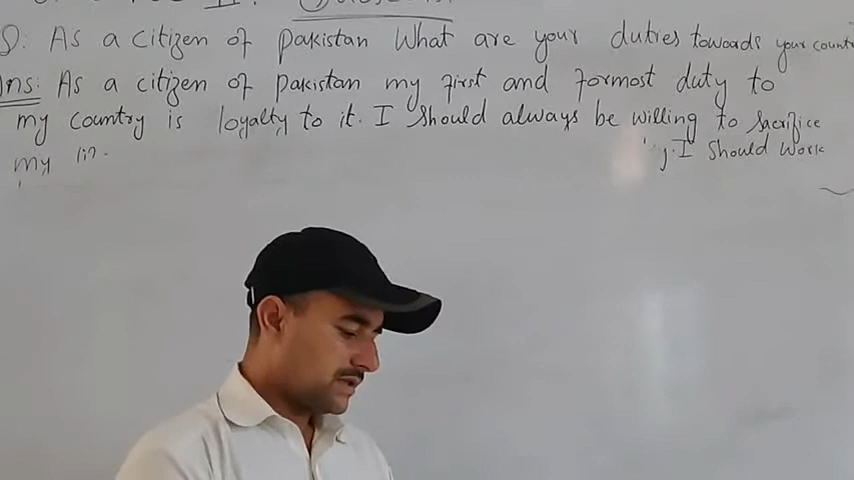 Q: As a citizen of pakistan What are your duties towards your country
Ans: As a citizen of pakistan my first and formost duty to
my country is loyalty to it. I should always be willing to sacrifice
my I should work